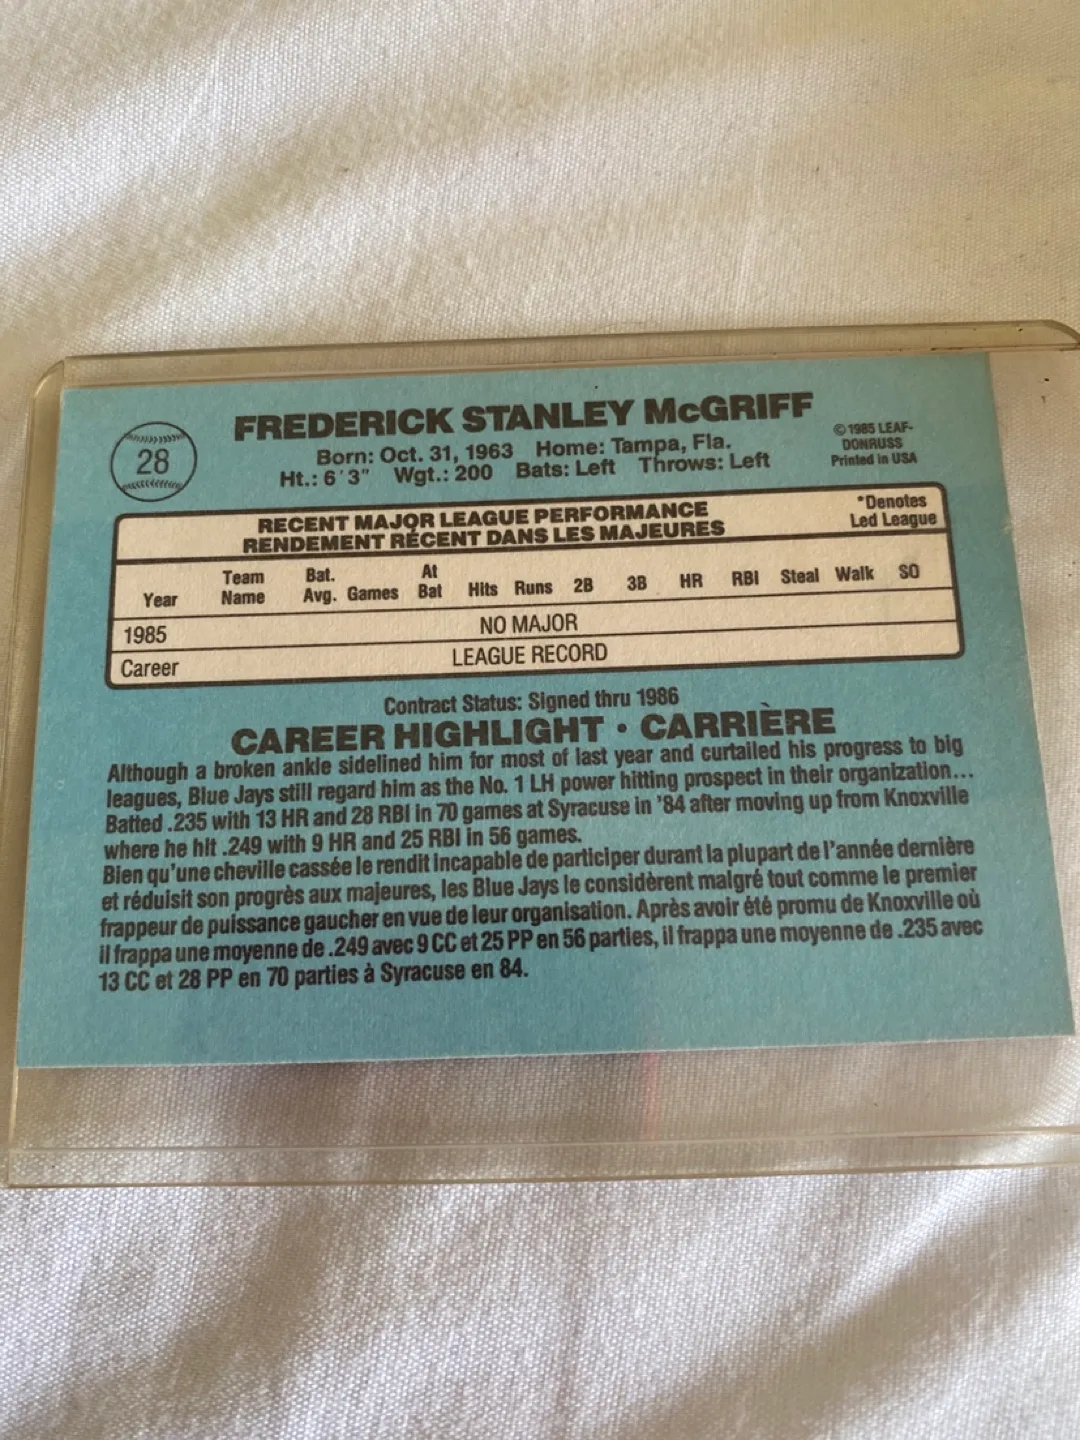 28
FREDERICK STANLEY McGRIFF
Born: Oct. 31, 1963 Home: Tampa, Fla.
Ht.: 6'3" Wgt.: 200 Bats: Left Throws: Left
© 1985 LEAF-
DONRUSS
Printed in USA
RECENT MAJOR LEAGUE PERFORMANCE
RENDEMENT RÉCENT DANS LES MAJEURES
*Denotes
Led League
Year Team Name Bat. Avg. Games At Bat Hits Runs 2B 3B HR RBI Steal Walk SO
1985 NO MAJOR
Career LEAGUE RECORD
Contract Status: Signed thru 1986
CAREER HIGHLIGHT • CARRIÈRE
Although a broken ankle sidelined him for most of last year and curtailed his progress to big
leagues, Blue Jays still regard him as the No. 1 LH power hitting prospect in their organization...
Batted .235 with 13 HR and 28 RBI in 70 games at Syracuse in '84 after moving up from Knoxville
where he hit .249 with 9 HR and 25 RBI in 56 games.
Bien qu'une cheville cassée le rendit incapable de participer durant la plupart de l'année dernière
et réduisit son progrès aux majeures, les Blue Jays le considèrent malgré tout comme le premier
frappeur de puissance gaucher en vue de leur organisation. Après avoir été promu de Knoxville où
il frappa une moyenne de .249 avec 9 CC et 25 PP en 56 parties, il frappa une moyenne de .235 avec
13 CC et 28 PP en 70 parties à Syracuse en 84.